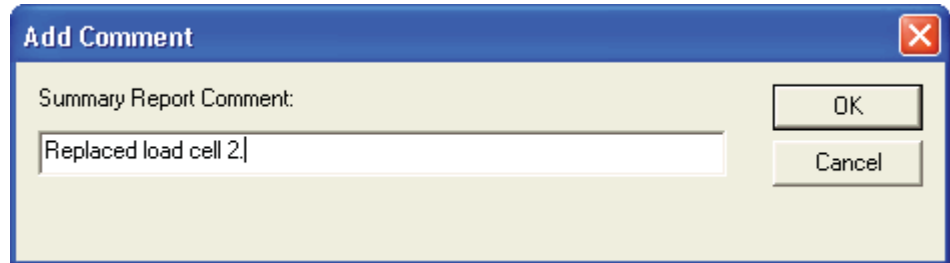 Add Comment
Summary Report Comment:
OK
Replaced load cell 2.
Cancel